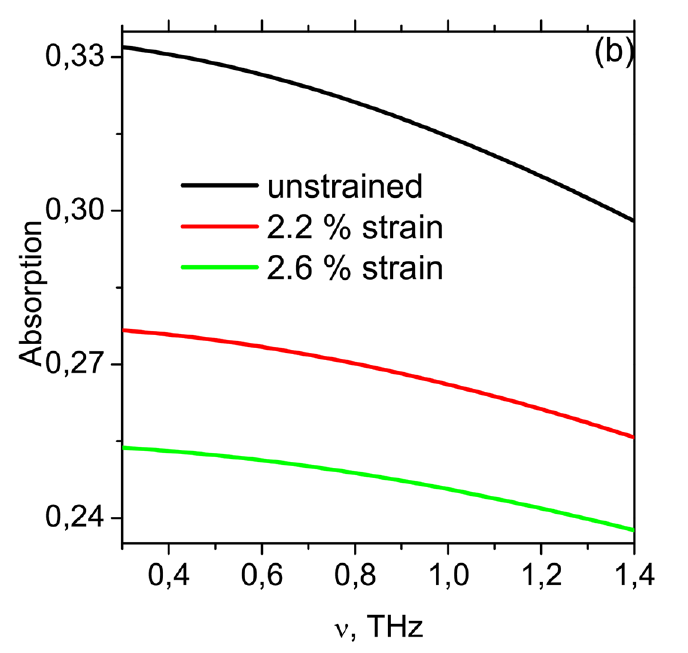 (b)
0,33
0,30
0,27
0,24
Absorption
unstrained
2.2 % strain
2.6 % strain
0,4 0,6 0,8 1,0 1,2 1,4
ν, THz